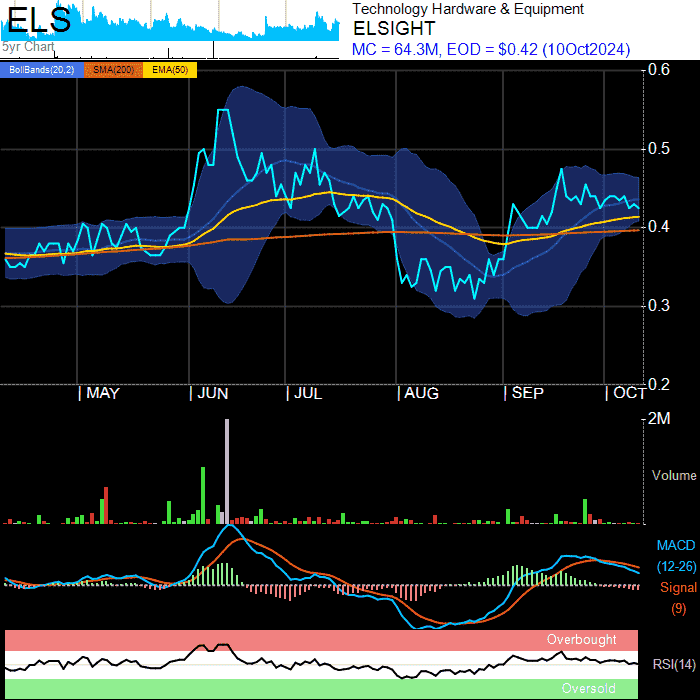 ELS
5yr Chart
Technology Hardware & Equipment
ELSIGHT
MC = 64.3M, EOD = $0.42 (10Oct2024)
BollBands(20,2) SMA(200) EMA(50)
0.6
0.5
0.4
0.3
0.2
| MAY | JUN | JUL | AUG | SEP | OCT
2M
Volume
MACD
(12-26)
Signal
(9)
Overbought
RSI(14)
Oversold